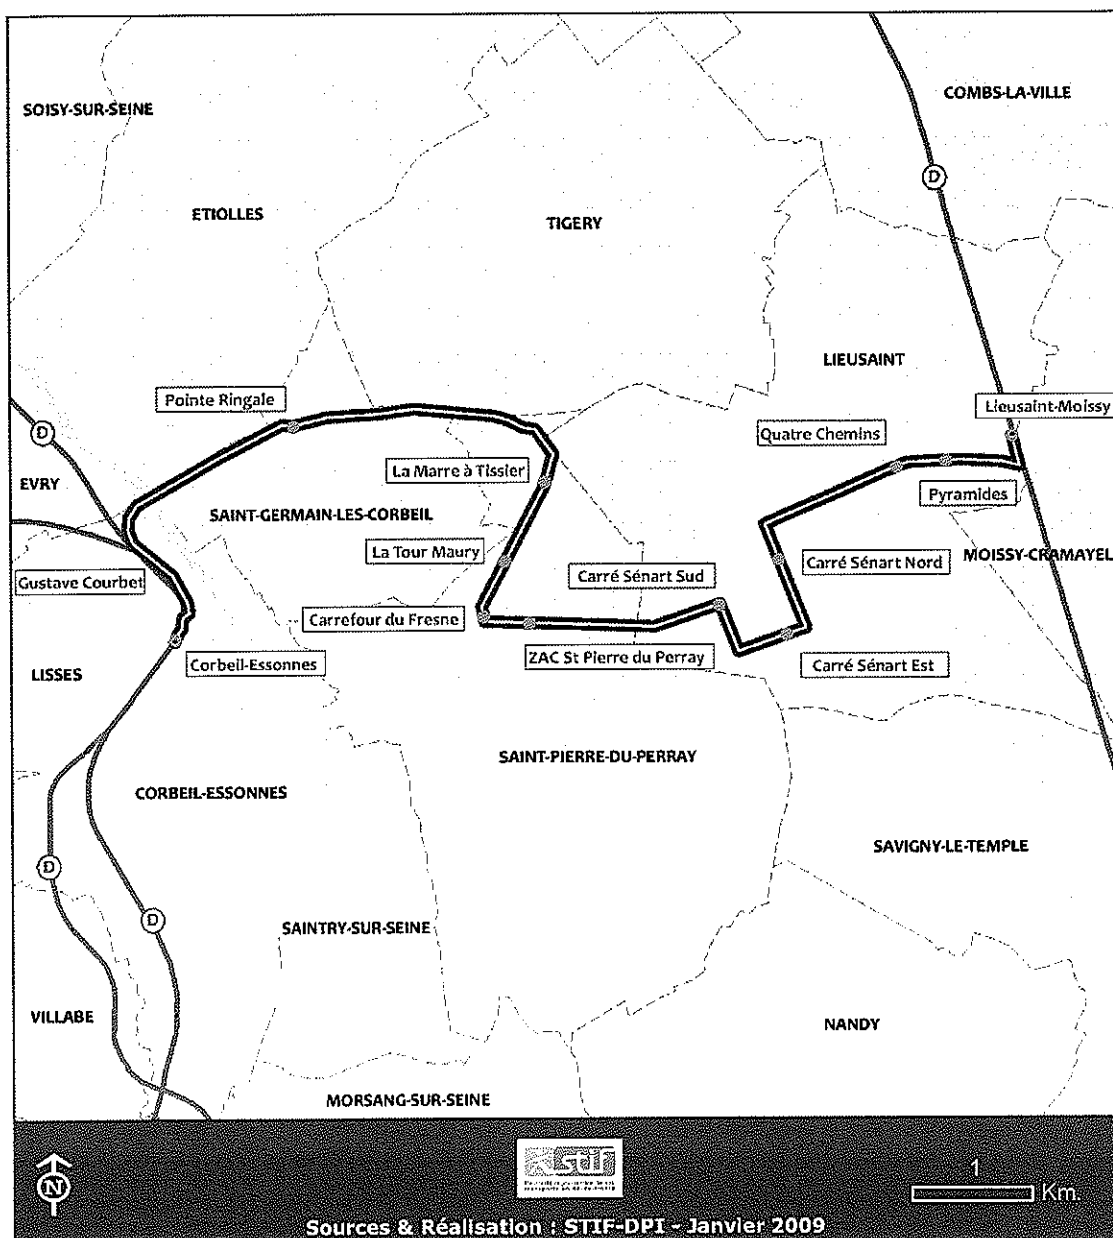 COMBS-LA-VILLE
SOISY-SUR-SEINE
D
ETIOLLES
TIGERY
LIEUSAINT
Pointe Ringale
Lieusaint-Moissy
D
Quatre Chemins
La Marre à Tissier
EVRY
Pyramides
SAINT-GERMAIN-LES-CORBEIL
La Tour Maury
MOISSY-CRAMAYEL
Carré Sénart Nord
Gustave Courbet
Carré Sénart Sud
Carrefour du Fresne
Corbeil-Essonnes
ZAC St Pierre du Perray
Carré Sénart Est
LISSES
SAINT-PIERRE-DU-PERRAY
CORBEIL-ESSONNES
SAVIGNY-LE-TEMPLE
D
D
SAINTRY-SUR-SEINE
VILLABE
NANDY
MORSANG-SUR-SEINE
N
stif
1
Km.
Sources & Réalisation : STIF-DPI - Janvier 2009